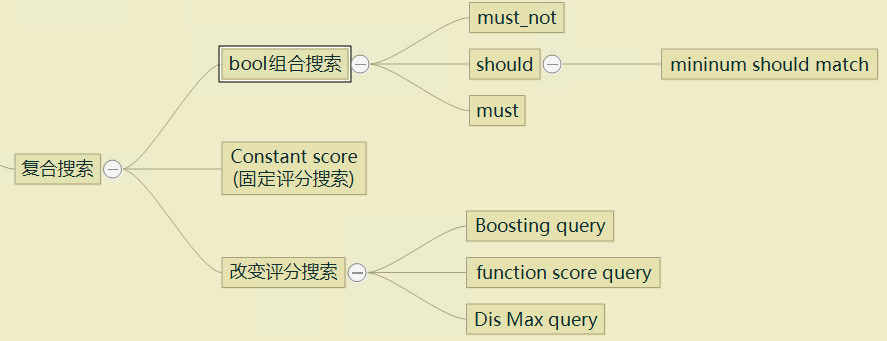 复合搜索
bool组合搜索
must_not
should
mininum should match
must
Constant score
(固定评分搜索)
改变评分搜索
Boosting query
function score query
Dis Max query